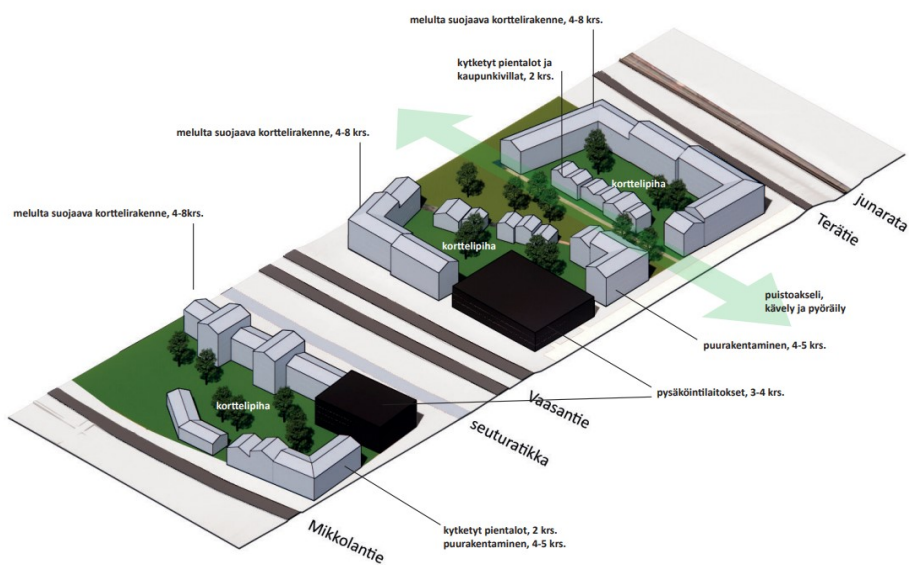 melulta suojaava korttelirakenne, 4-8 krs.
kytketyt pientalot ja
kaupunkivillat, 2 krs.
melulta suojaava korttelirakenne, 4-8 krs.
korttelipiha
melulta suojaava korttelirakenne, 4-8krs.
junarata
Terätie
korttelipiha
puistoakseli,
kävely ja pyöräily
puurakentaminen, 4-5 krs.
pysäköintilaitokset, 3-4 krs.
Vaasantie
korttelipiha
seuturatikka
Mikkolantie
kytketyt pientalot, 2 krs.
puurakentaminen, 4-5 krs.